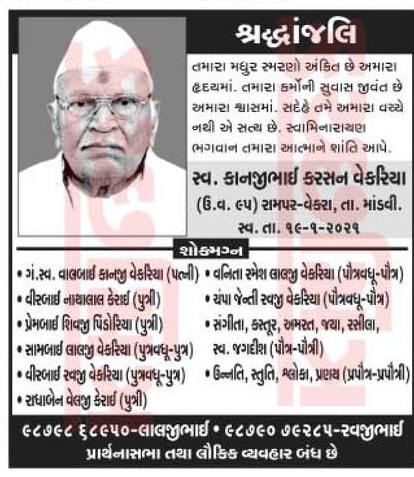 શ્રદ્ધાંજલિ
તમારા મધુર સ્મરણો અંકિત છે અમારા
હૃદયમાં. તમારા કર્મોની સુવાસ જીવંત છે
અમારા શ્વાસમાં. સદેહે તમે અમારા વચ્ચે
નથી એ સત્ય છે. સ્વામિનારાયણ
ભગવાન તમારા આત્માને શાંતિ આપે.
સ્વ. કાનજીભાઈ કરસન વેકરિયા
(ઉ.વ. ૯૫) રામપર-વેકરા, તા. માંડવી.
સ્વ. તા. ૧૯-૧-૨૦૨૧
શોકમગ્ન
• ગં.સ્વ. વાલબાઈ કાનજી વેકરિયા (પત્ની)
• વીરબાઈ નાથાલાલ કેરાઈ (પુત્રી)
• પ્રેમબાઈ શિવજી પિંડોરિયા (પુત્રી)
• સામબાઈ લાલજી વેકરિયા (પુત્રવધૂ-પુત્ર)
• વીરબાઈ રવજી વેકરિયા (પુત્રવધૂ-પુત્ર)
• રાધાબેન વેલજી કેરાઈ (પુત્રી)
• વનિતા રમેશ લાલજી વેકરિયા (પૌત્રવધૂ-પૌત્ર)
• ચંપા જેન્તી રવજી વેકરિયા (પૌત્રવધૂ-પૌત્ર)
• સંગીતા, કસ્તૂર, અમરત, જયા, રસીલા,
સ્વ. જગદીશ (પૌત્ર-પૌત્રી)
• ઉન્નતિ, સ્તુતિ, શ્લોકા, પ્રણય (પ્રપૌત્ર-પ્રપૌત્રી)
૯૮૭૯૮ ૬૮૯૫૦-લાલજીભાઈ • ૯૮૭૯૦ ૭૯૨૮૫-રવજીભાઈ
પ્રાર્થનાસભા તથા લૌકિક વ્યવહાર બંધ છે